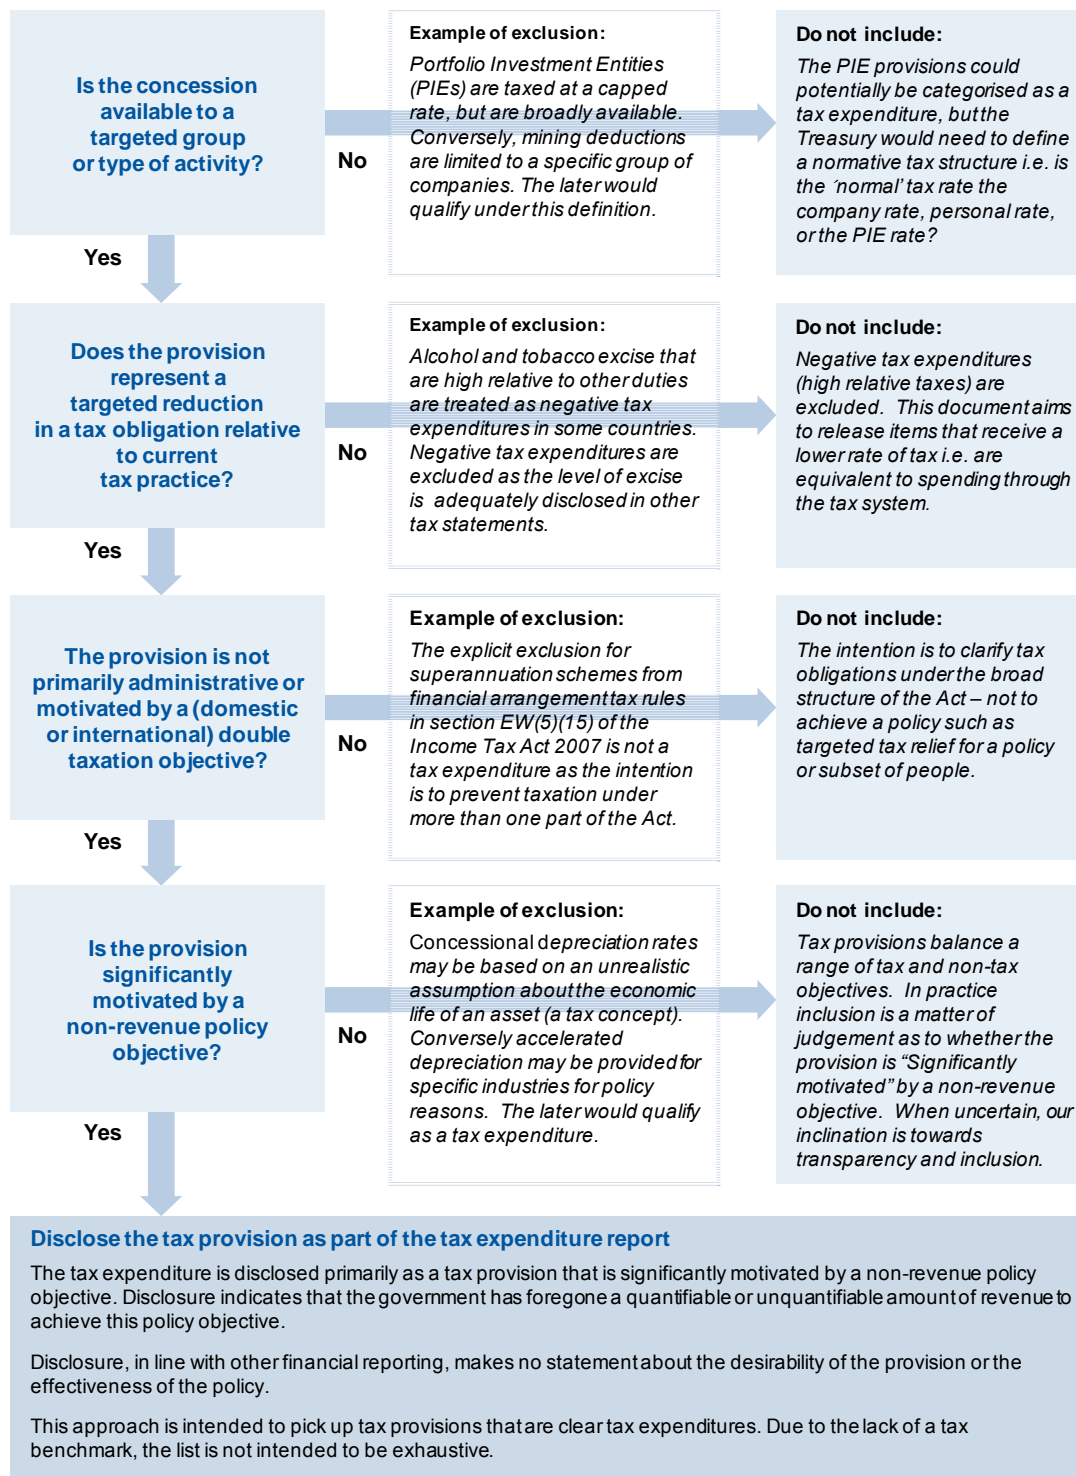 Is the concession
available to a
targeted group
or type of activity?
No
Example of exclusion:
Portfolio Investment Entities
(PIEs) are taxed at a capped
rate, but are broadly available.
Conversely, mining deductions
are limited to a specific group of
companies. The later would
qualify under this definition.
Do not include:
The PIE provisions could
potentially be categorised as a
tax expenditure, but the
Treasury would need to define
a normative tax structure i.e. is
the ‘normal’ tax rate the
company rate, personal rate,
or the PIE rate?
Yes
Does the provision
represent a
targeted reduction
in a tax obligation relative
to current
tax practice?
No
Example of exclusion:
Alcohol and tobacco excise that
are high relative to other duties
are treated as negative tax
expenditures in some countries.
Negative tax expenditures are
excluded as the level of excise
is adequately disclosed in other
tax statements.
Do not include:
Negative tax expenditures
(high relative taxes) are
excluded. This document aims
to release items that receive a
lower rate of tax i.e. are
equivalent to spending through
the tax system.
Yes
The provision is not
primarily administrative or
motivated by a (domestic
or international) double
taxation objective?
No
Example of exclusion:
The explicit exclusion for
superannuation schemes from
financial arrangement tax rules
in section EW(5)(15) of the
Income Tax Act 2007 is not a
tax expenditure as the intention
is to prevent taxation under
more than one part of the Act.
Do not include:
The intention is to clarify tax
obligations under the broad
structure of the Act – not to
achieve a policy such as
targeted tax relief for a policy
or subset of people.
Yes
Is the provision
significantly
motivated by a
non-revenue policy
objective?
No
Example of exclusion:
Concessional depreciation rates
may be based on an unrealistic
assumption about the economic
life of an asset (a tax concept).
Conversely accelerated
depreciation may be provided for
specific industries for policy
reasons. The later would qualify
as a tax expenditure.
Do not include:
Tax provisions balance a
range of tax and non-tax
objectives. In practice
inclusion is a matter of
judgement as to whether the
provision is “Significantly
motivated” by a non-revenue
objective. When uncertain, our
inclination is towards
transparency and inclusion.
Yes
Disclose the tax provision as part of the tax expenditure report
The tax expenditure is disclosed primarily as a tax provision that is significantly motivated by a non-revenue policy
objective. Disclosure indicates that the government has foregone a quantifiable or unquantifiable amount of revenue to
achieve this policy objective.
Disclosure, in line with other financial reporting, makes no statement about the desirability of the provision or the
effectiveness of the policy.
This approach is intended to pick up tax provisions that are clear tax expenditures. Due to the lack of a tax
benchmark, the list is not intended to be exhaustive.